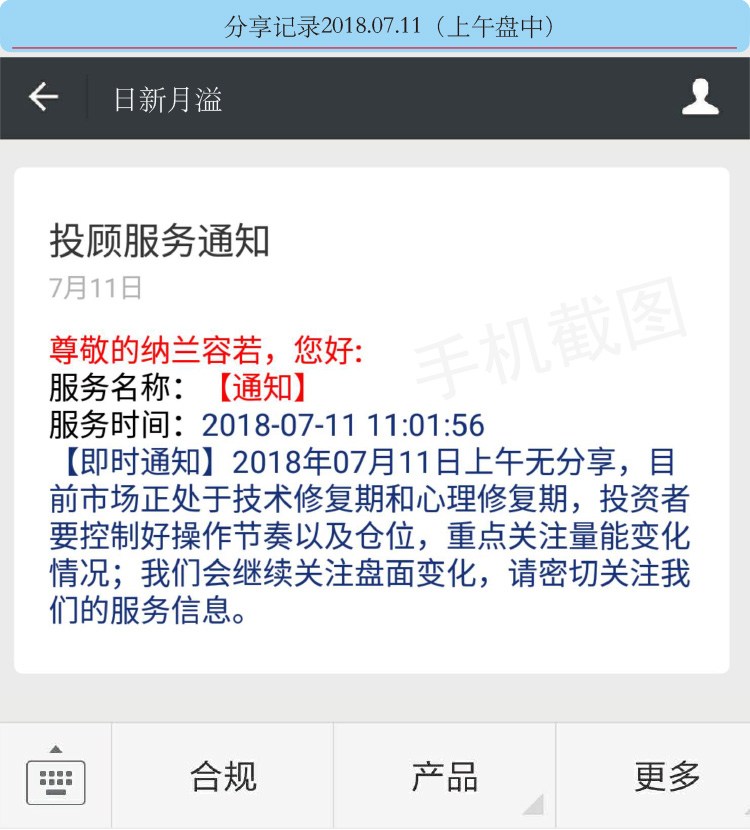 分享记录2018.07.11（上午盘中）
日新月溢
投顾服务通知
7月11日
手机截图
尊敬的纳兰容若，您好:
服务名称：【通知】
服务时间：2018-07-11 11:01:56
【即时通知】2018年07月11日上午无分享，目
前市场正处于技术修复期和心理修复期，投资者
要控制好操作节奏以及仓位，重点关注量能变化
情况；我们会继续关注盘面变化，请密切关注我
们的服务信息。
合规
产品
更多